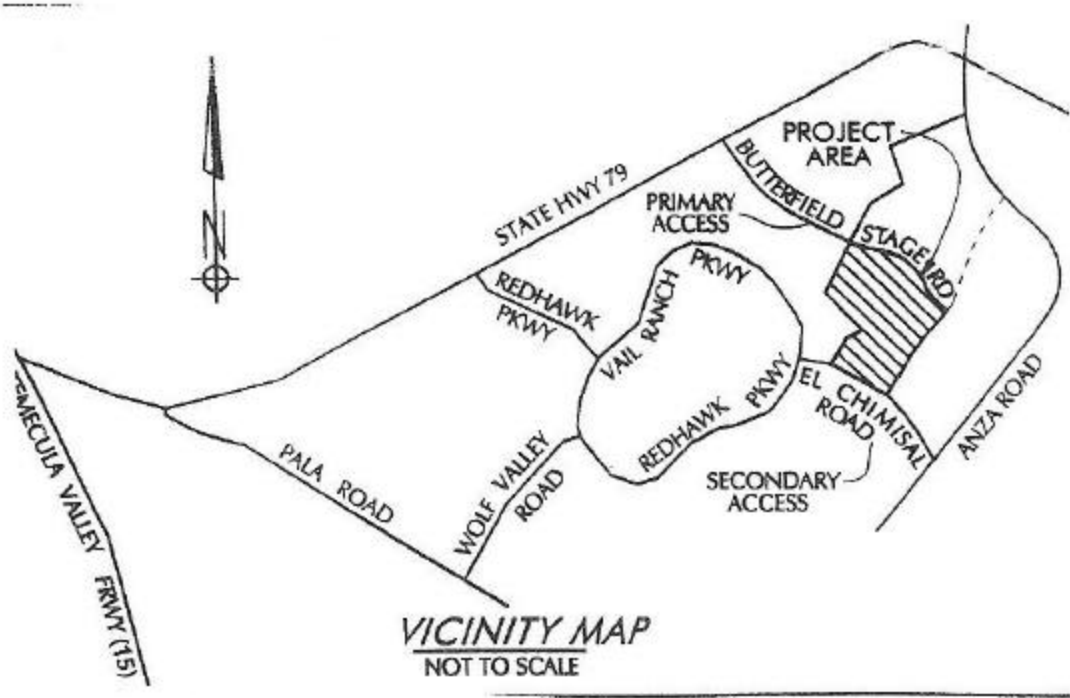 PROJECT
AREA
STATE HWY 79
BUTTERFIELD STAGE RD
PRIMARY
ACCESS
N
REDHAWK
PKWY
VAIL RANCH PKWY
REDHAWK PKWY
EL CHIMISAL
ROAD
ANZA ROAD
SECONDARY
ACCESS
WOLF VALLEY
ROAD
PALA ROAD
EMECULA VALLEY FRWY (15)
VICINITY MAP
NOT TO SCALE